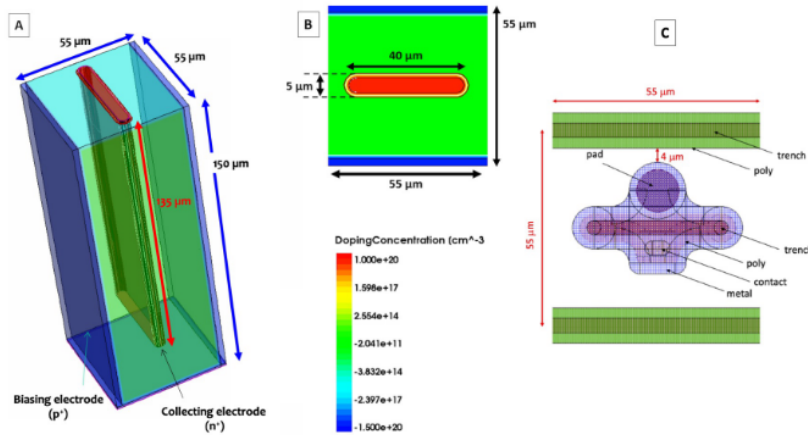 A
55 µm
55 µm
150 µm
135 µm
Biasing electrode
(p⁺)
Collecting electrode
(n⁺)
B
55 µm
40 µm
5 µm
55 µm
DopingConcentration (cm^-3
1.000e+20
1.598e+17
2.554e+14
-2.041e+11
-3.832e+14
-2.397e+17
-1.500e+20
C
55 µm
55 µm
4 µm
pad
trench
poly
trench
poly
contact
metal